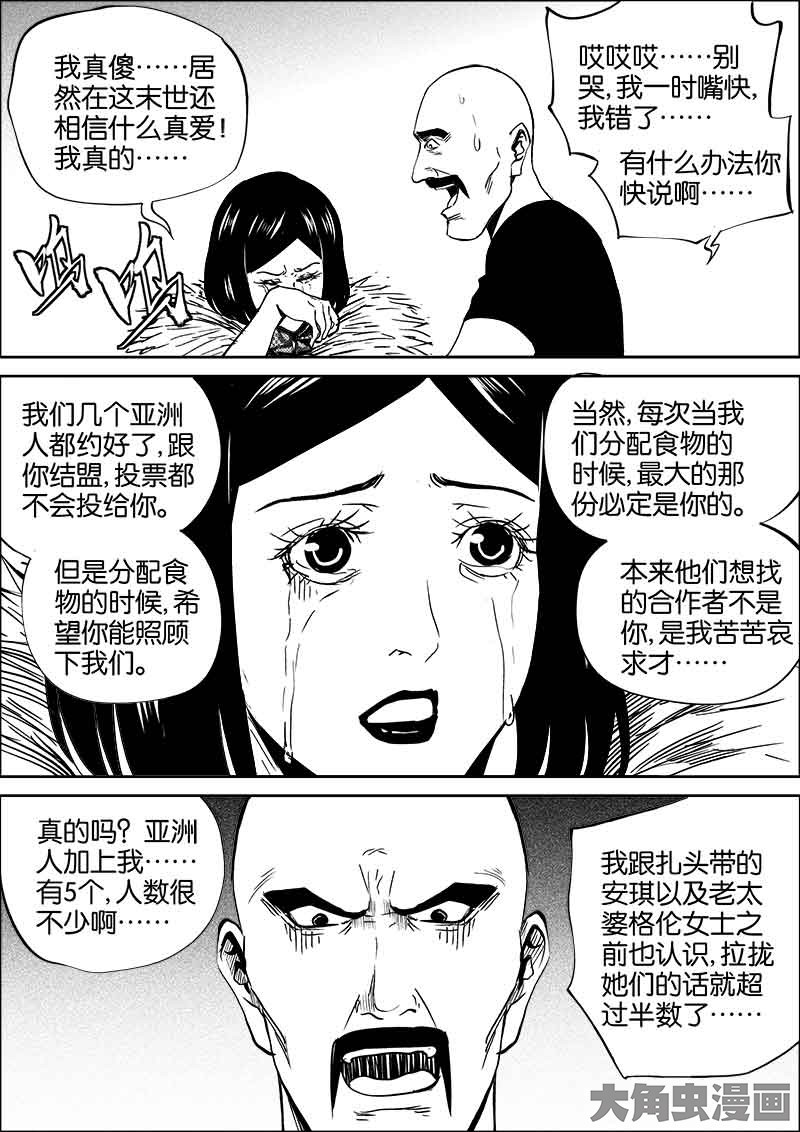 我真傻……居
然在这末世还
相信什么真爱!
我真的……
呜
呜
哎哎哎……别
哭,我一时嘴快,
我错了……
有什么办法你
快说啊……
我们几个亚洲
人都约好了,跟
你结盟,投票都
不会投给你。
但是分配食
物的时候,希
望你能照顾
下我们。
当然,每次当我
们分配食物的
时候,最大的那
份必定是你的。
本来他们想找
的合作者不是
你,是我苦苦哀
求才……
真的吗?亚洲
人加上我……
有5个,人数很
不少啊……
我跟扎头带的
安琪以及老太
婆格伦女士之
前也认识,拉拢
她们的话就超
过半数了……
大角虫漫画